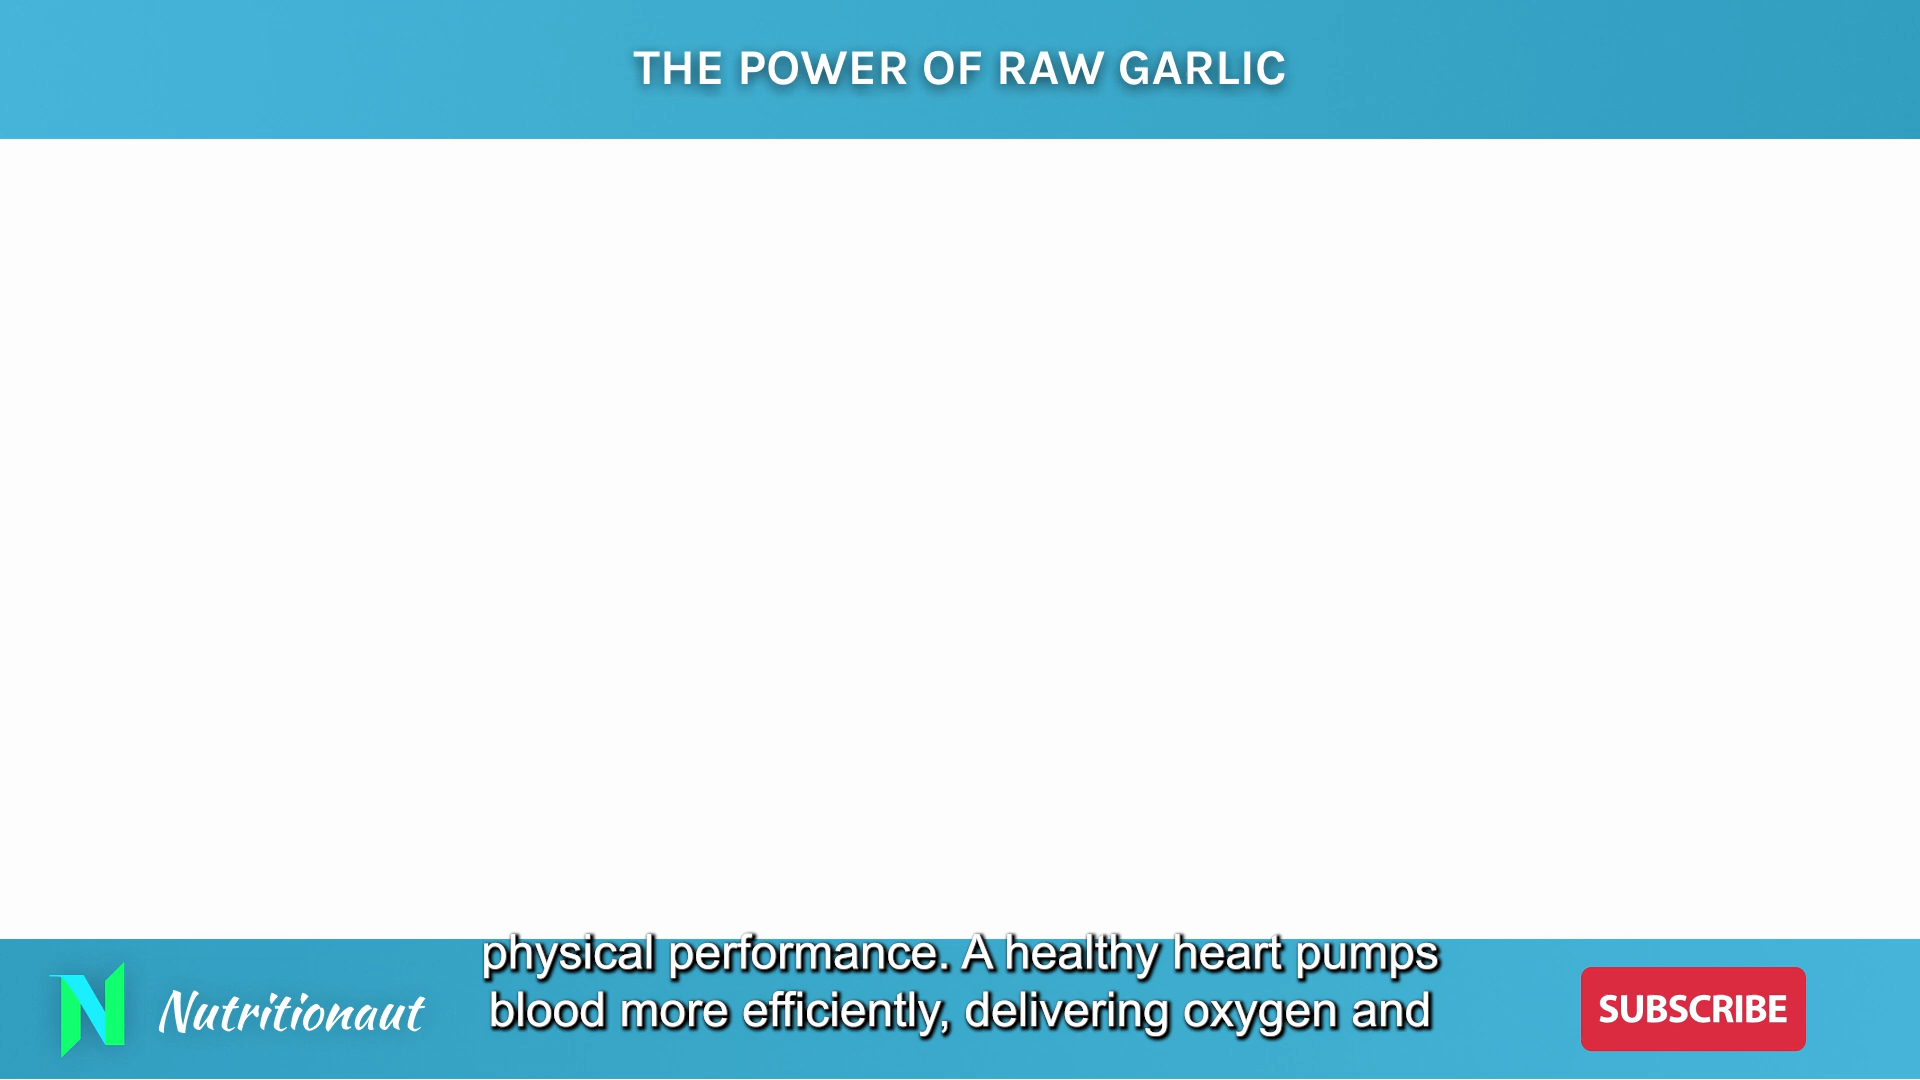 THE POWER OF RAW GARLIC
physical performance. A healthy heart pumps
blood more efficiently, delivering oxygen and
Nutritionaut
SUBSCRIBE